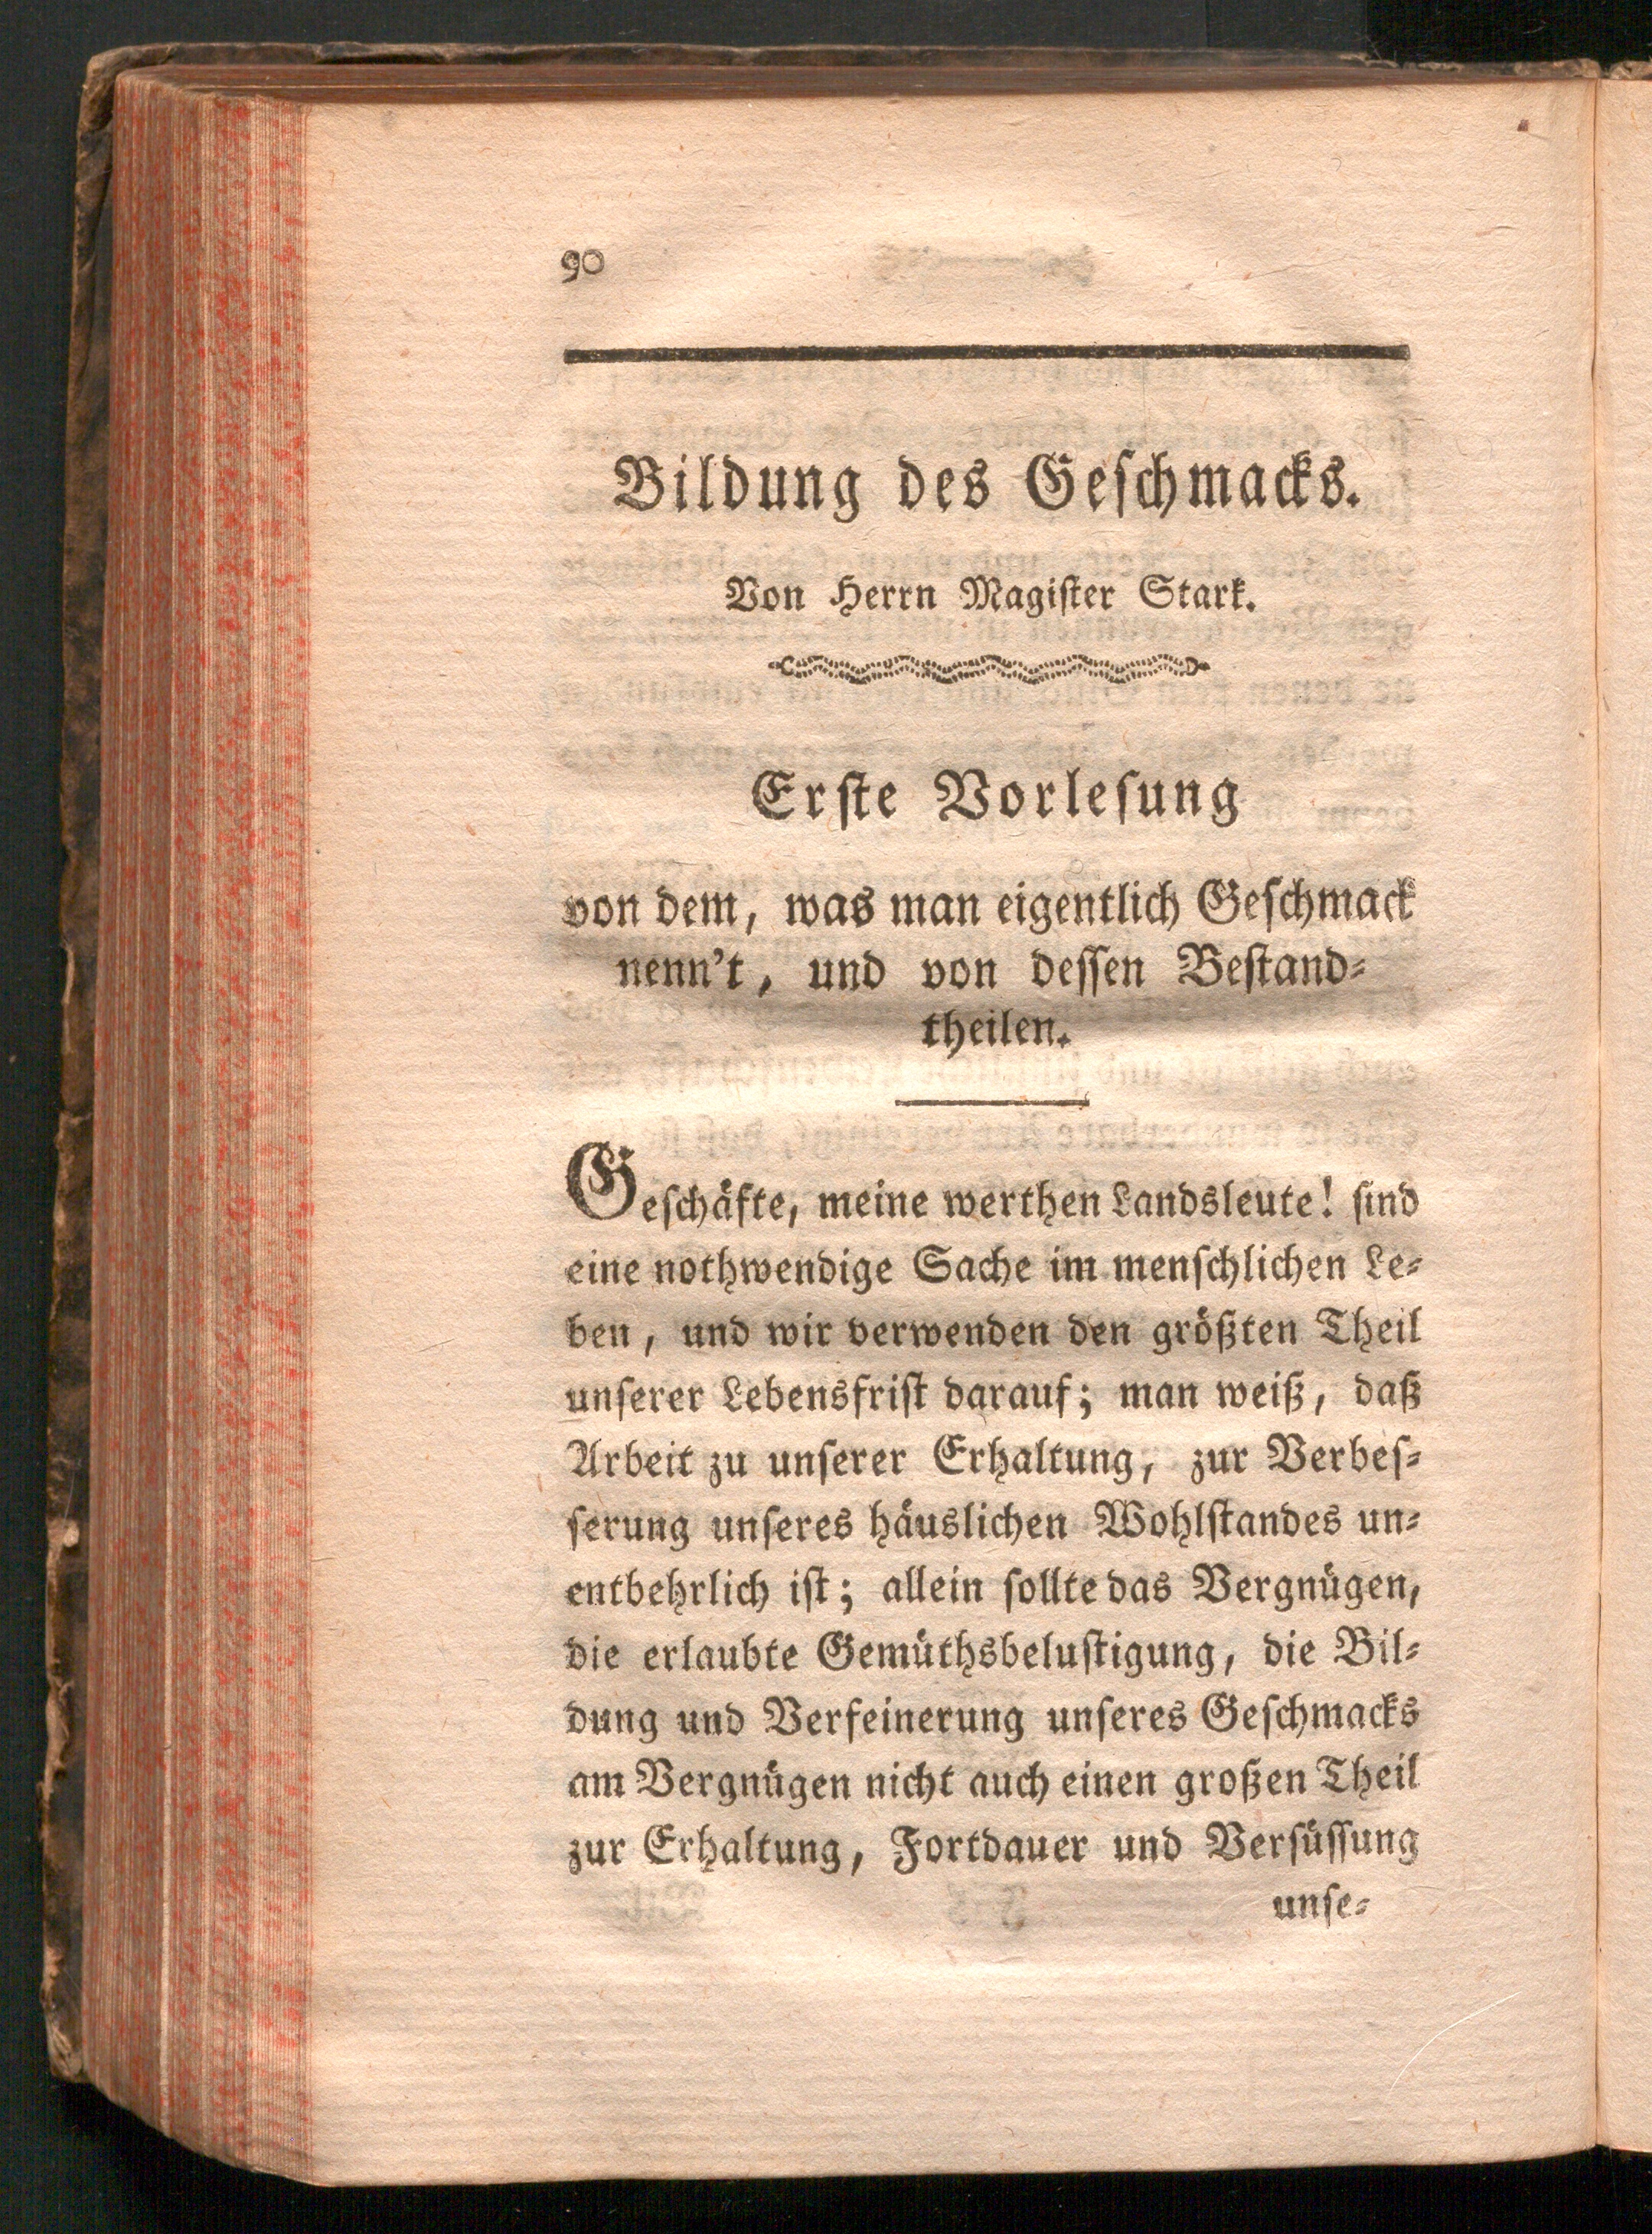 90
Bildung des Geſchmacks.
Von Herrn Magiſter Stark.
Erſte Vorleſung
von dem, was man eigentlich Geſchmack
nenn't, und von deſſen Beſtand⸗
theilen.
Geſchäfte, meine werthen Landsleute! ſind
eine nothwendige Sache im menſchlichen Le⸗
ben, und wir verwenden den größten Theil
unſerer Lebensfriſt darauf; man weiß, daß
Arbeit zu unſerer Erhaltung, zur Verbeſ⸗
ſerung unſeres häuslichen Wohlſtandes un⸗
entbehrlich iſt; allein ſollte das Vergnügen,
die erlaubte Gemüthsbeluſtigung, die Bil⸗
dung und Verfeinerung unſeres Geſchmacks
am Vergnügen nicht auch einen großen Theil
zur Erhaltung, Fortdauer und Verſüſſung
unſe⸗